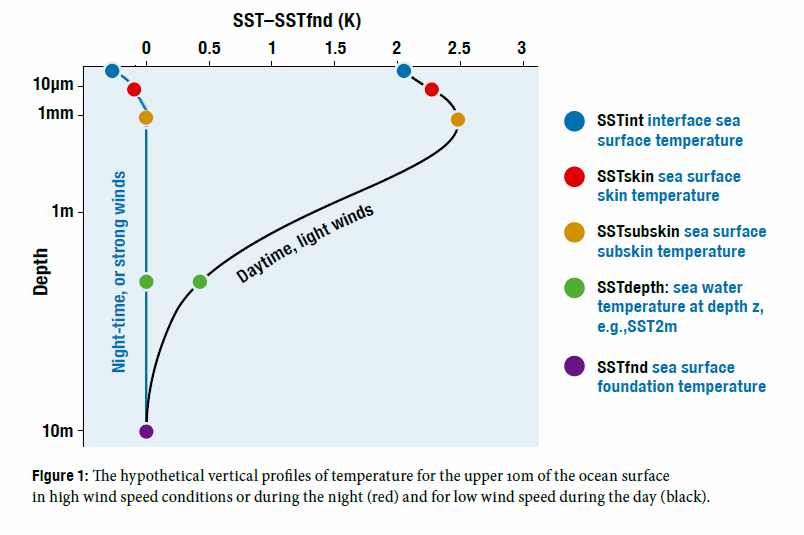 SST–SSTfnd (K)
0 0.5 1 1.5 2 2.5 3
10µm
1mm
1m
10m
Depth
Night-time, or strong winds
Daytime, light winds
SSTint interface sea
surface temperature
SSTskin sea surface
skin temperature
SSTsubskin sea surface
subskin temperature
SSTdepth: sea water
temperature at depth z,
e.g.,SST2m
SSTfnd sea surface
foundation temperature
Figure 1: The hypothetical vertical profiles of temperature for the upper 10m of the ocean surface
in high wind speed conditions or during the night (red) and for low wind speed during the day (black).